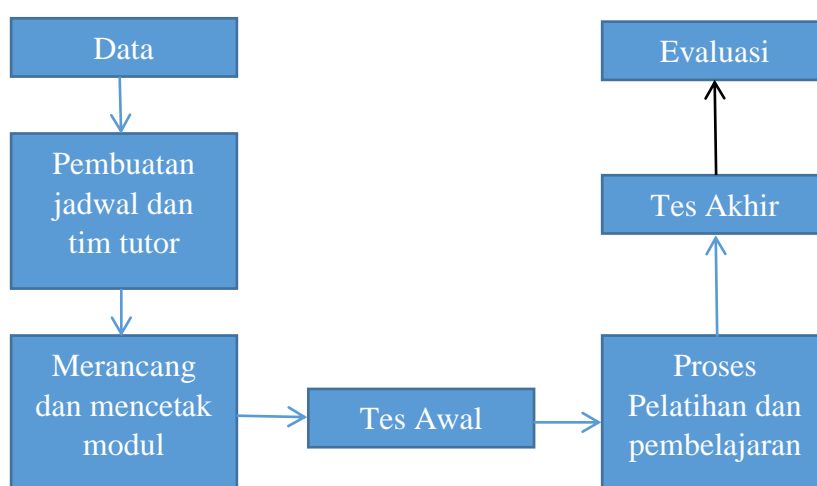 Data
Pembuatan
jadwal dan
tim tutor
Merancang
dan mencetak
modul
Tes Awal
Proses
Pelatihan dan
pembelajaran
Tes Akhir
Evaluasi